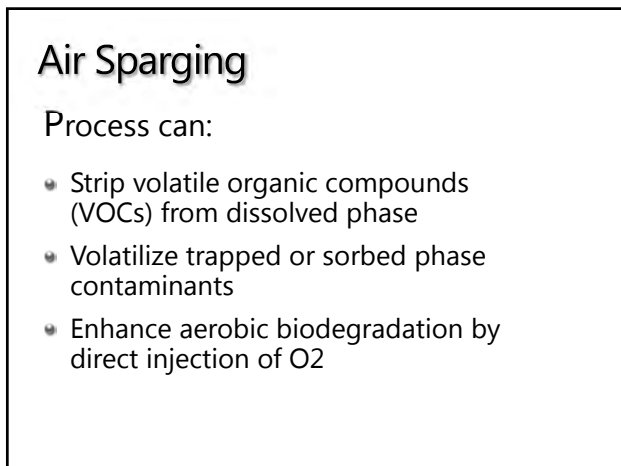 Air Sparging
Process can:
Strip volatile organic compounds
(VOCs) from dissolved phase
Volatilize trapped or sorbed phase
contaminants
Enhance aerobic biodegradation by
direct injection of O2